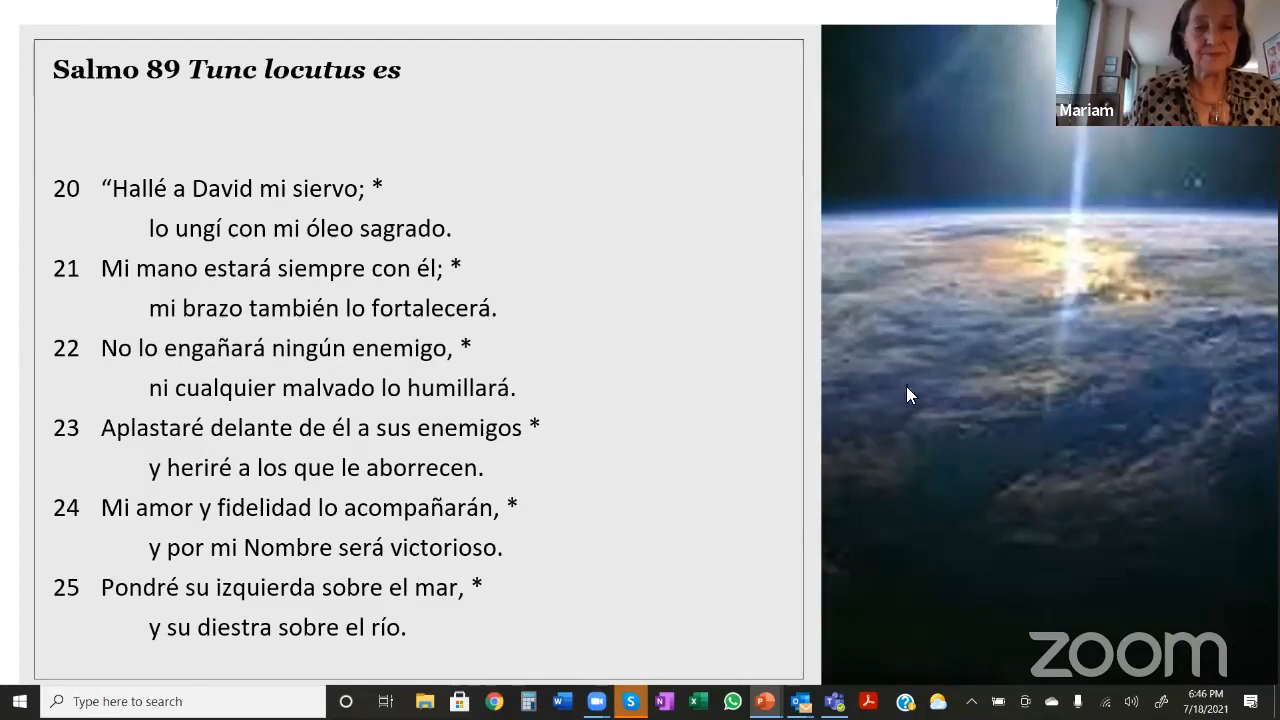 Salmo 89 Tunc locutus es
20 “Hallé a David mi siervo; *
lo ungí con mi óleo sagrado.
21 Mi mano estará siempre con él; *
mi brazo también lo fortalecerá.
22 No lo engañará ningún enemigo, *
ni cualquier malvado lo humillará.
23 Aplastaré delante de él a sus enemigos *
y heriré a los que le aborrecen.
24 Mi amor y fidelidad lo acompañarán, *
y por mi Nombre será victorioso.
25 Pondré su izquierda sobre el mar, *
y su diestra sobre el río.
Mariam
zoom
Type here to search
6:46 PM
7/18/2021